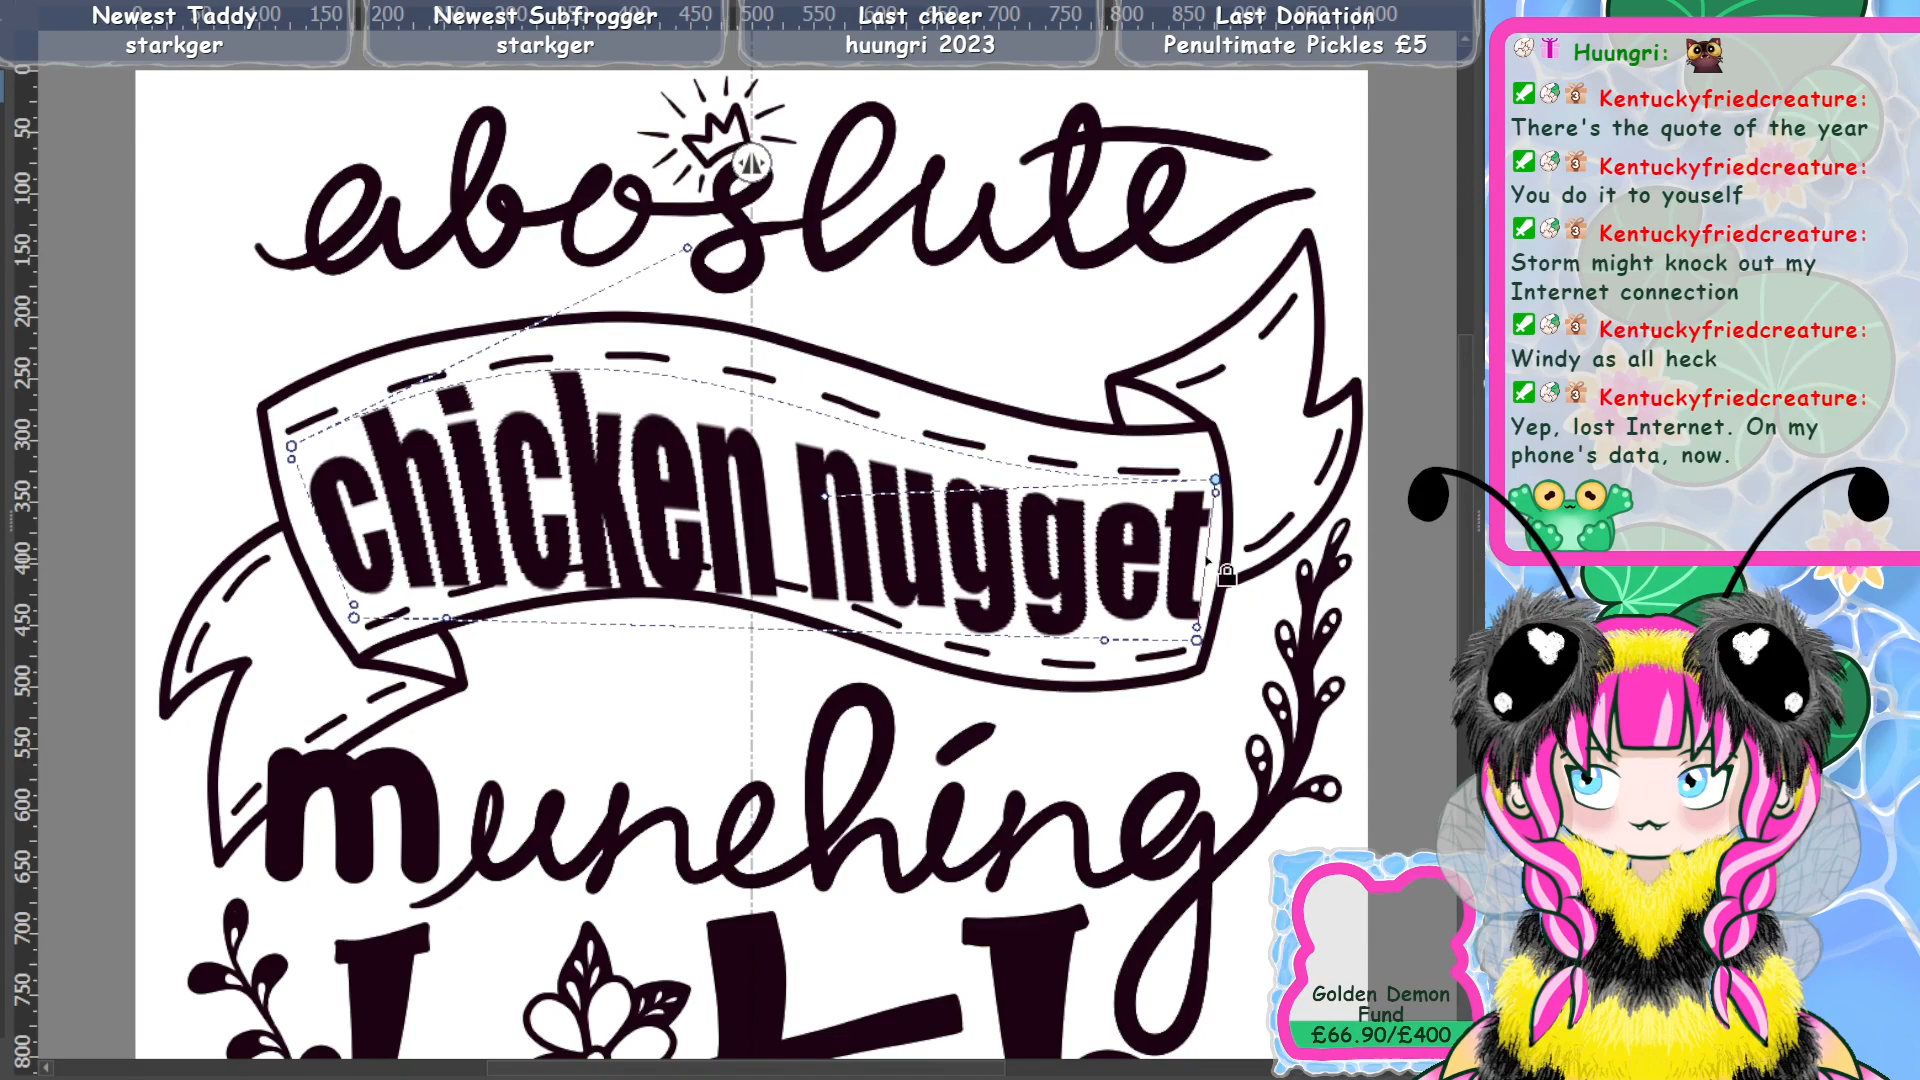 Newest Taddy
starkger
Newest Subfrogger
starkger
Last cheer
huungri 2023
Last Donation
Penultimate Pickles £5
aboslute
chicken nugget
munching
Huungri:
Kentuckyfriedcreature:
There's the quote of the year
Kentuckyfriedcreature:
You do it to youself
Kentuckyfriedcreature:
Storm might knock out my
Internet connection
Kentuckyfriedcreature:
Windy as all heck
Kentuckyfriedcreature:
Yep, lost Internet. On my
phone's data, now.
Golden Demon
Fund
£66.90/£400